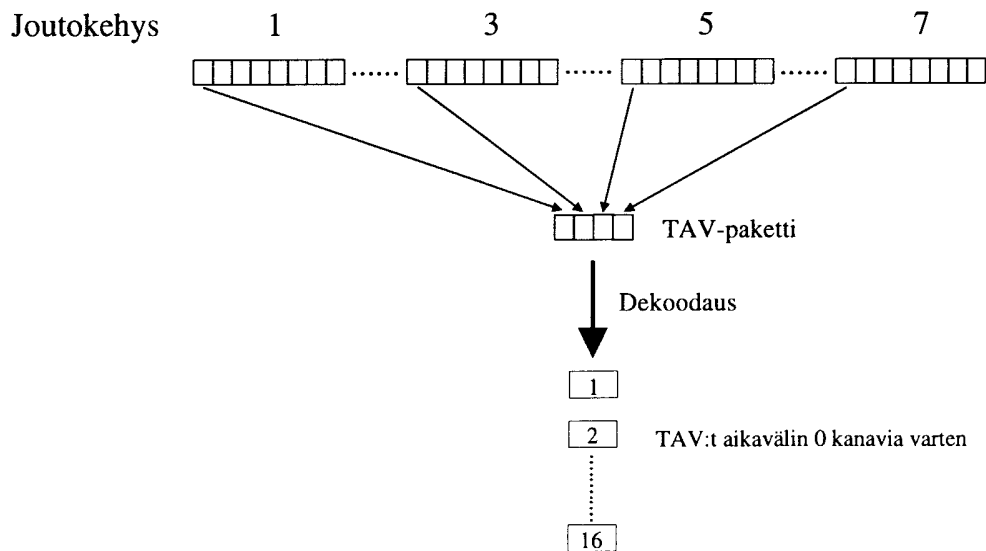 Joutokehys 1 3 5 7
TAV-paketti
Dekoodaus
1
2 TAV:t aikavälin 0 kanavia varten
16